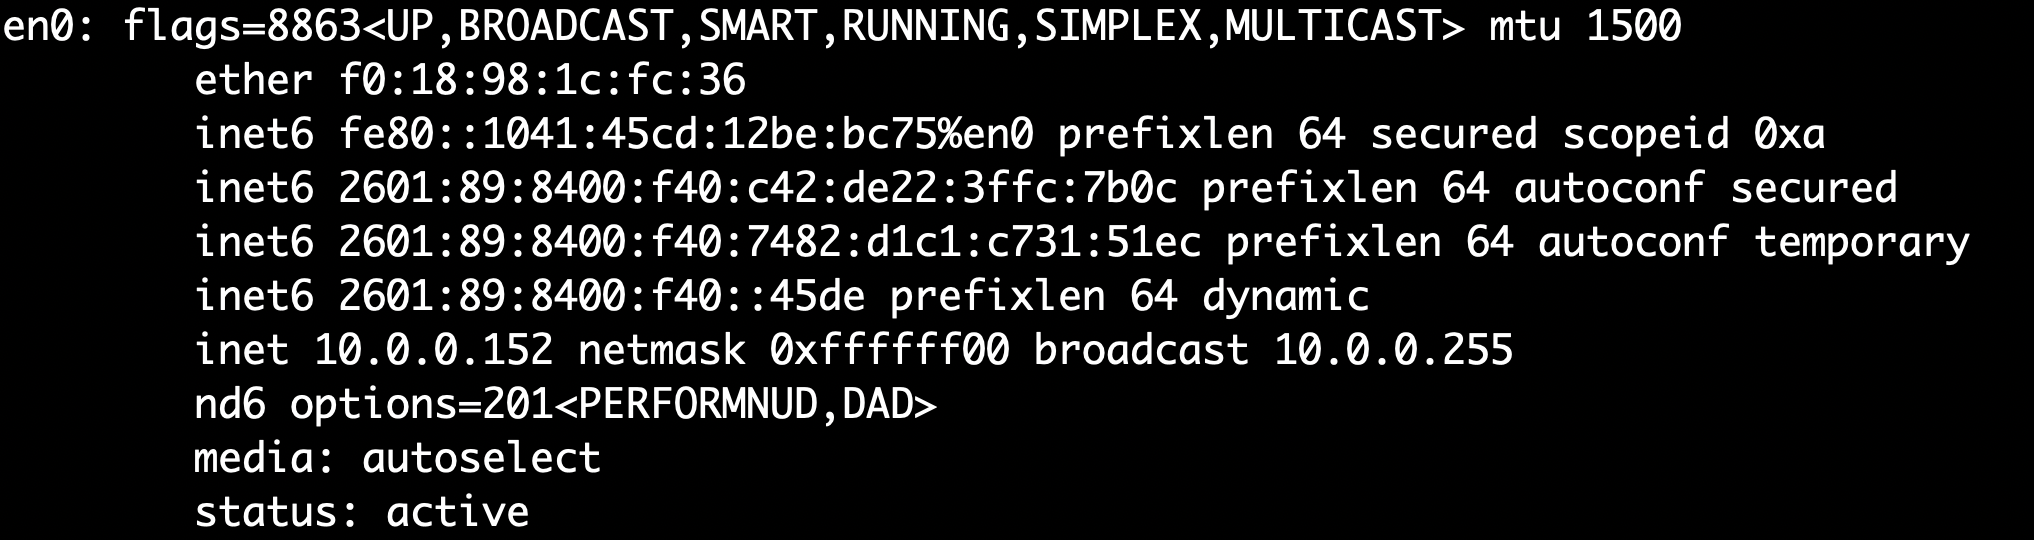 en0: flags=8863<UP,BROADCAST,SMART,RUNNING,SIMPLEX,MULTICAST> mtu 1500
ether f0:18:98:1c:fc:36
inet6 fe80::1041:45cd:12be:bc75%en0 prefixlen 64 secured scopeid 0xa
inet6 2601:89:8400:f40:c42:de22:3ffc:7b0c prefixlen 64 autoconf secured
inet6 2601:89:8400:f40:7482:d1c1:c731:51ec prefixlen 64 autoconf temporary
inet6 2601:89:8400:f40::45de prefixlen 64 dynamic
inet 10.0.0.152 netmask 0xffffff00 broadcast 10.0.0.255
nd6 options=201<PERFORMNUD,DAD>
media: autoselect
status: active